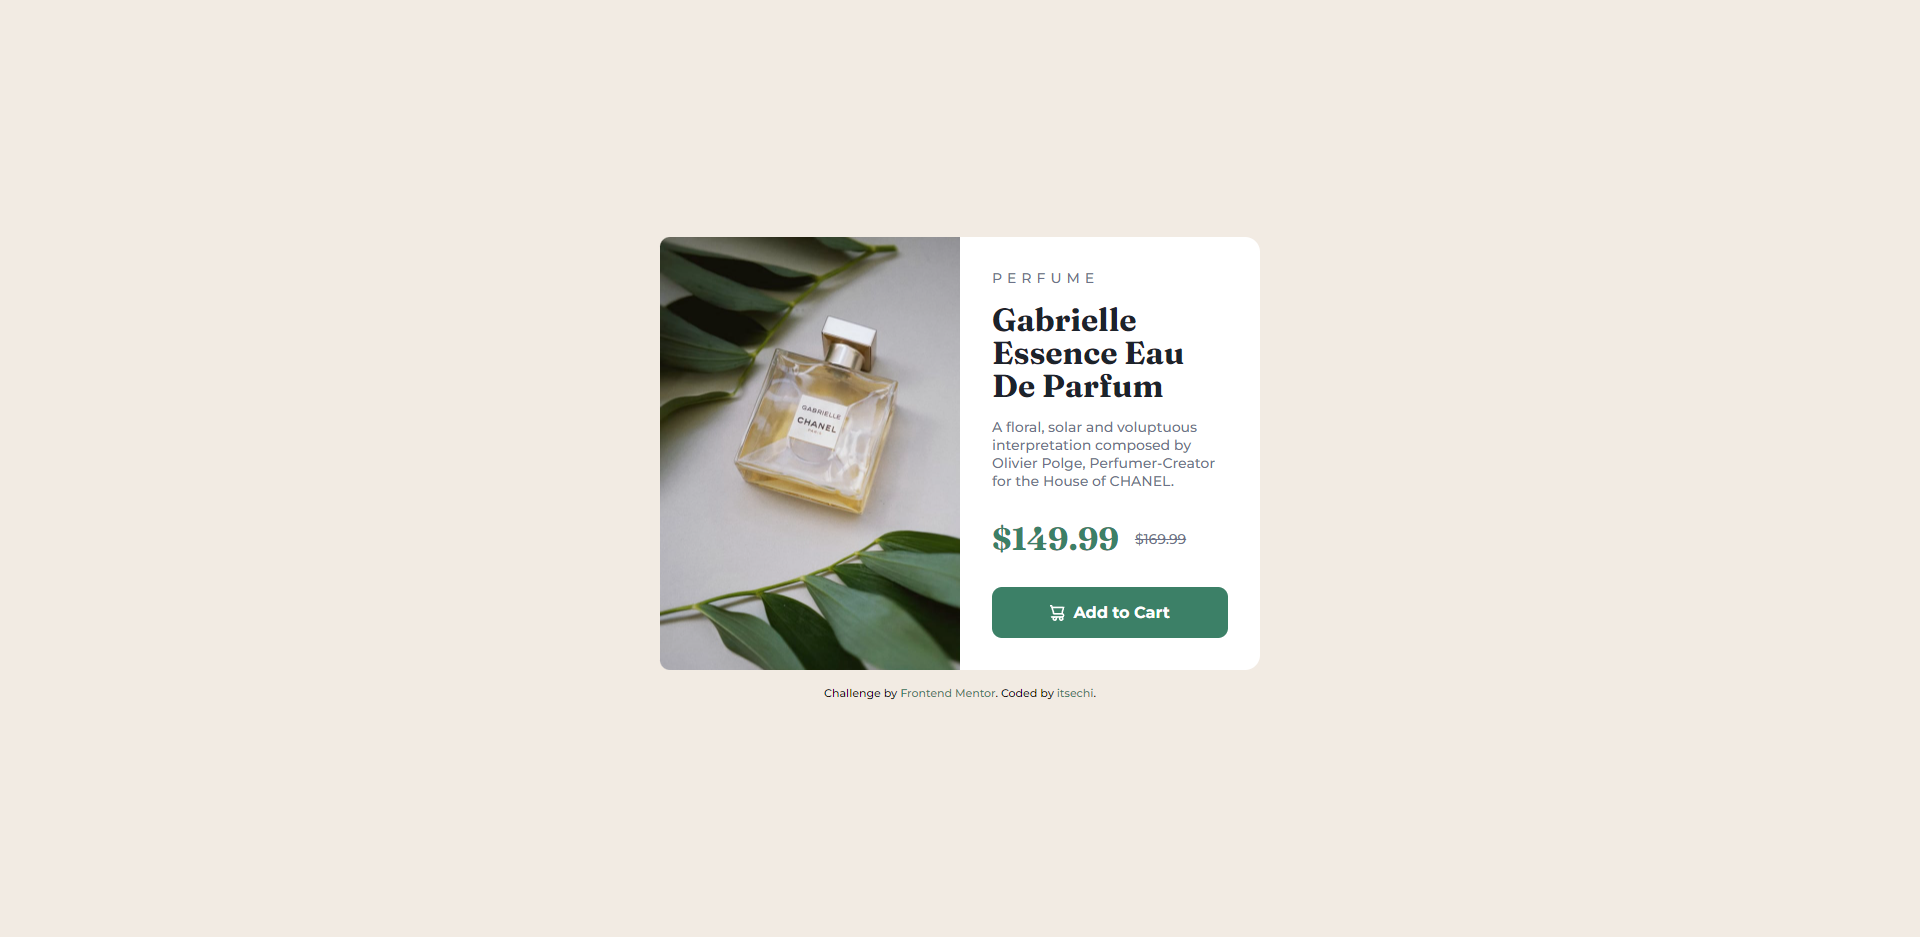 GABRIELLE
CHANEL
PARIS
PERFUME
Gabrielle
Essence Eau
De Parfum
A floral, solar and voluptuous
interpretation composed by
Olivier Polge, Perfumer-Creator
for the House of CHANEL.
$149.99 $169.99
Add to Cart
Challenge by Frontend Mentor. Coded by itsechi.